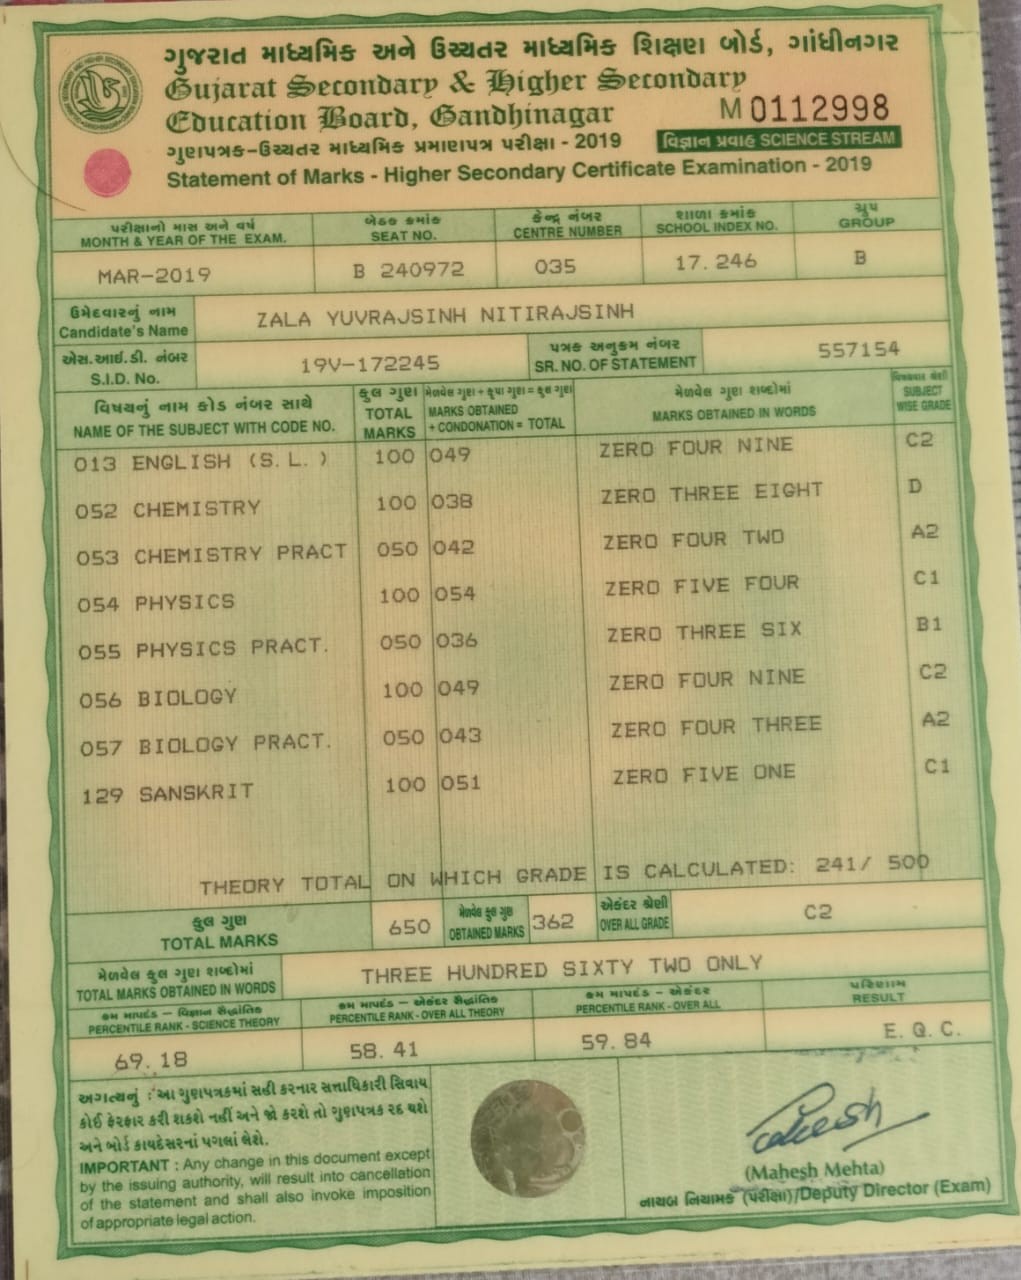 ગુજરાત માધ્યમિક અને ઉચ્ચતર માધ્યમિક શિક્ષણ બોર્ડ, ગાંધીનગર
Gujarat Secondary & Higher Secondary
Education Board, Gandhinagar
M 0112998
ગુણપત્રક-ઉચ્ચતર માધ્યમિક પ્રમાણપત્ર પરીક્ષા - 2019
વિજ્ઞાન પ્રવાહ SCIENCE STREAM
Statement of Marks - Higher Secondary Certificate Examination - 2019
પરીક્ષાનો માસ અને વર્ષ બેઠક ક્રમાંક કેન્દ્ર નંબર શાળા ક્રમાંક ગ્રુપ
MONTH & YEAR OF THE EXAM. SEAT NO. CENTRE NUMBER SCHOOL INDEX NO. GROUP
MAR-2019 B 240972 035 17.246 B
ઉમેદવારનું નામ
Candidate's Name
ZALA YUVRAJSINH NITIRAJSINH
એસ.આઈ.ડી. નંબર
S.I.D. No.
19V-172245
પત્રક અનુક્રમ નંબર
SR. NO. OF STATEMENT
557154
વિષયનું નામ કોડ નંબર સાથે કુલ ગુણ મેળવેલ ગુણ + કૃપા ગુણ = કુલ ગુણ મેળવેલ ગુણ શબ્દોમાં વિષયવાર શ્રેણી
NAME OF THE SUBJECT WITH CODE NO. TOTAL MARKS MARKS OBTAINED + CONDONATION = TOTAL MARKS OBTAINED IN WORDS SUBJECT WISE GRADE
013 ENGLISH (S.L.) 100 049 ZERO FOUR NINE C2
052 CHEMISTRY 100 038 ZERO THREE EIGHT D
053 CHEMISTRY PRACT 050 042 ZERO FOUR TWO A2
054 PHYSICS 100 054 ZERO FIVE FOUR C1
055 PHYSICS PRACT. 050 036 ZERO THREE SIX B1
056 BIOLOGY 100 049 ZERO FOUR NINE C2
057 BIOLOGY PRACT. 050 043 ZERO FOUR THREE A2
129 SANSKRIT 100 051 ZERO FIVE ONE C1
THEORY TOTAL ON WHICH GRADE IS CALCULATED: 241/ 500
કુલ ગુણ
TOTAL MARKS
650
મેળવેલ કુલ ગુણ
OBTAINED MARKS
362
એકંદર શ્રેણી
OVER ALL GRADE
C2
મેળવેલ કુલ ગુણ શબ્દોમાં
TOTAL MARKS OBTAINED IN WORDS
THREE HUNDRED SIXTY TWO ONLY
ક્રમ માપદંડ - વિજ્ઞાન સૈદ્ધાંતિક ક્રમ માપદંડ - એકંદર સૈદ્ધાંતિક ક્રમ માપદંડ - એકંદર પરિણામ
PERCENTILE RANK - SCIENCE THEORY PERCENTILE RANK - OVER ALL THEORY PERCENTILE RANK - OVER ALL RESULT
69.18 58.41 59.84 E.Q.C.
અગત્યનું : આ ગુણપત્રકમાં સહી કરનાર સત્તાધિકારી સિવાય
કોઈ ફેરફાર કરી શકશે નહીં અને જો કરશે તો ગુણપત્રક રદ થશે
અને બોર્ડ કાયદેસરનાં પગલાં લેશે.
IMPORTANT : Any change in this document except
by the issuing authority, will result into cancellation
of the statement and shall also invoke imposition
of appropriate legal action.
(Mahesh Mehta)
નાયબ નિયામક (પરીક્ષા)/Deputy Director (Exam)